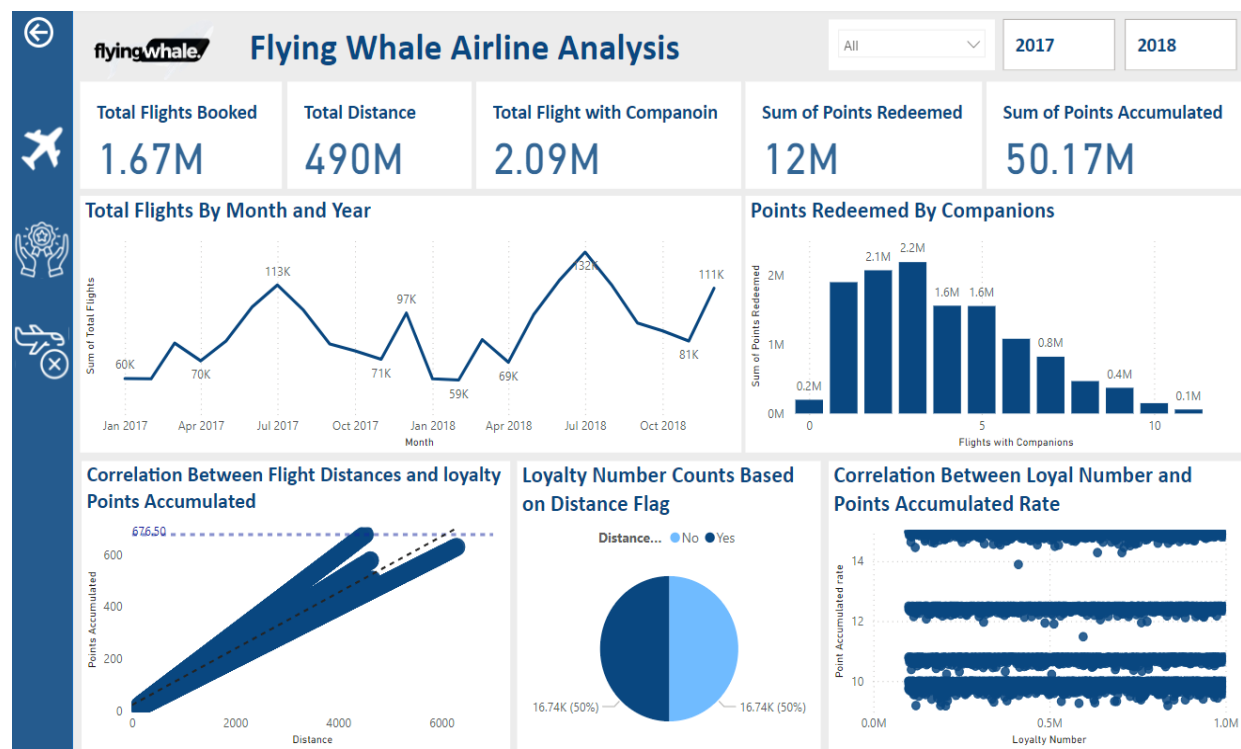 flyingwhale.
Flying Whale Airline Analysis
All
2017
2018
Total Flights Booked
1.67M
Total Distance
490M
Total Flight with Companoin
2.09M
Sum of Points Redeemed
12M
Sum of Points Accumulated
50.17M
Total Flights By Month and Year
Sum of Total Flights
60K
70K
113K
71K
97K
59K
69K
132K
81K
111K
Jan 2017
Apr 2017
Jul 2017
Oct 2017
Jan 2018
Apr 2018
Jul 2018
Oct 2018
Month
Points Redeemed By Companions
Sum of Points Redeemed
2M
1M
0M
0.2M
2.1M
2.2M
1.6M
1.6M
0.8M
0.4M
0.1M
0
5
10
Flights with Companions
Correlation Between Flight Distances and loyalty
Points Accumulated
676.50
Points Accumulated
600
400
200
0
0
2000
4000
6000
Distance
Loyalty Number Counts Based
on Distance Flag
Distance... No Yes
16.74K (50%)
16.74K (50%)
Correlation Between Loyal Number and
Points Accumulated Rate
Point Accumulated rate
14
12
10
0.0M
0.5M
1.0M
Loyalty Number